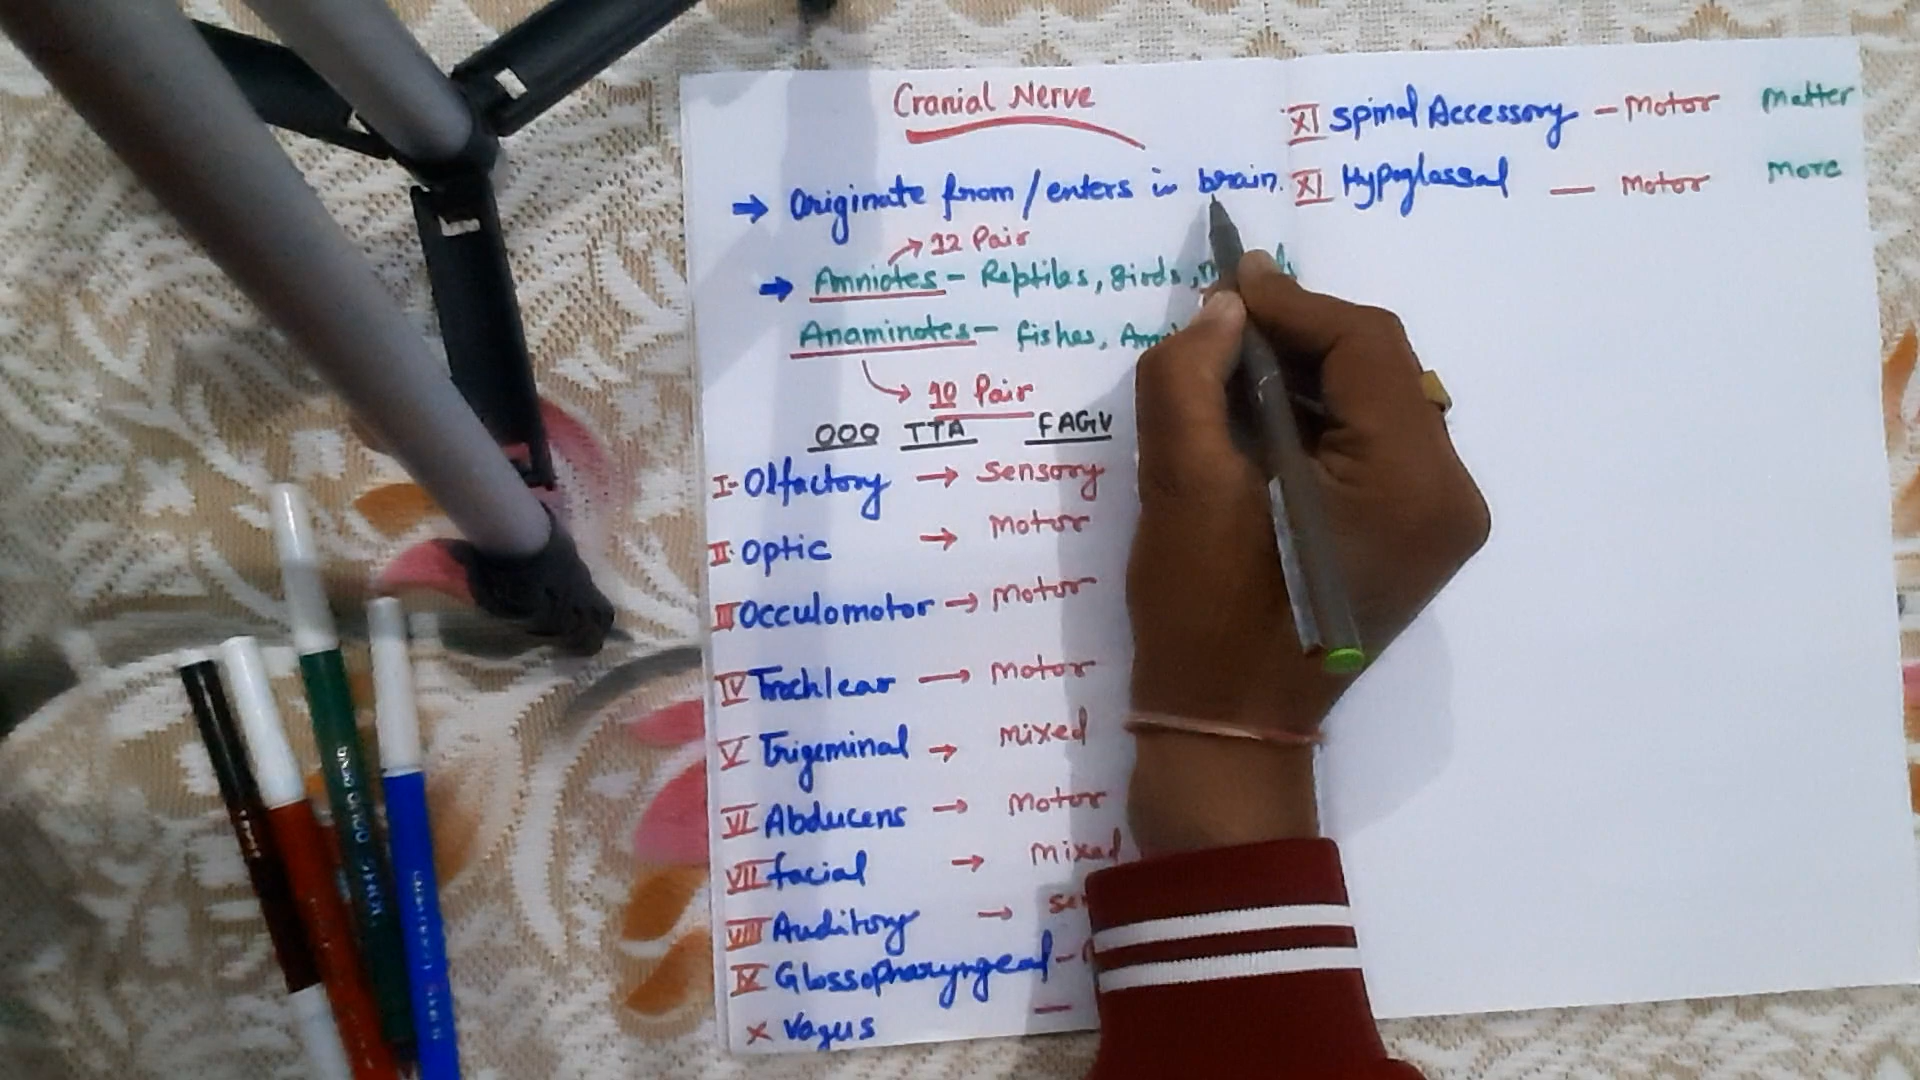 Cranial Nerve
→ Originate from/enters in brain.
→ 12 Pair
→ Amniotes - Reptiles, Birds,
Anaminotes - fishes,
→ 10 Pair
OOO TTA FAGV
I- Olfactory → Sensory
II. Optic → Motor
III Occulomotor → Motor
IV Trochlear → Motor
V Trigeminal → Mixed
VI Abducens → Motor
VII facial → Mixed
VIII Auditory →
IX Glossopharyngeal -
X Vagus —
XI Spinal Accessory - Motor Matter
XI Hypoglossal — Motor More